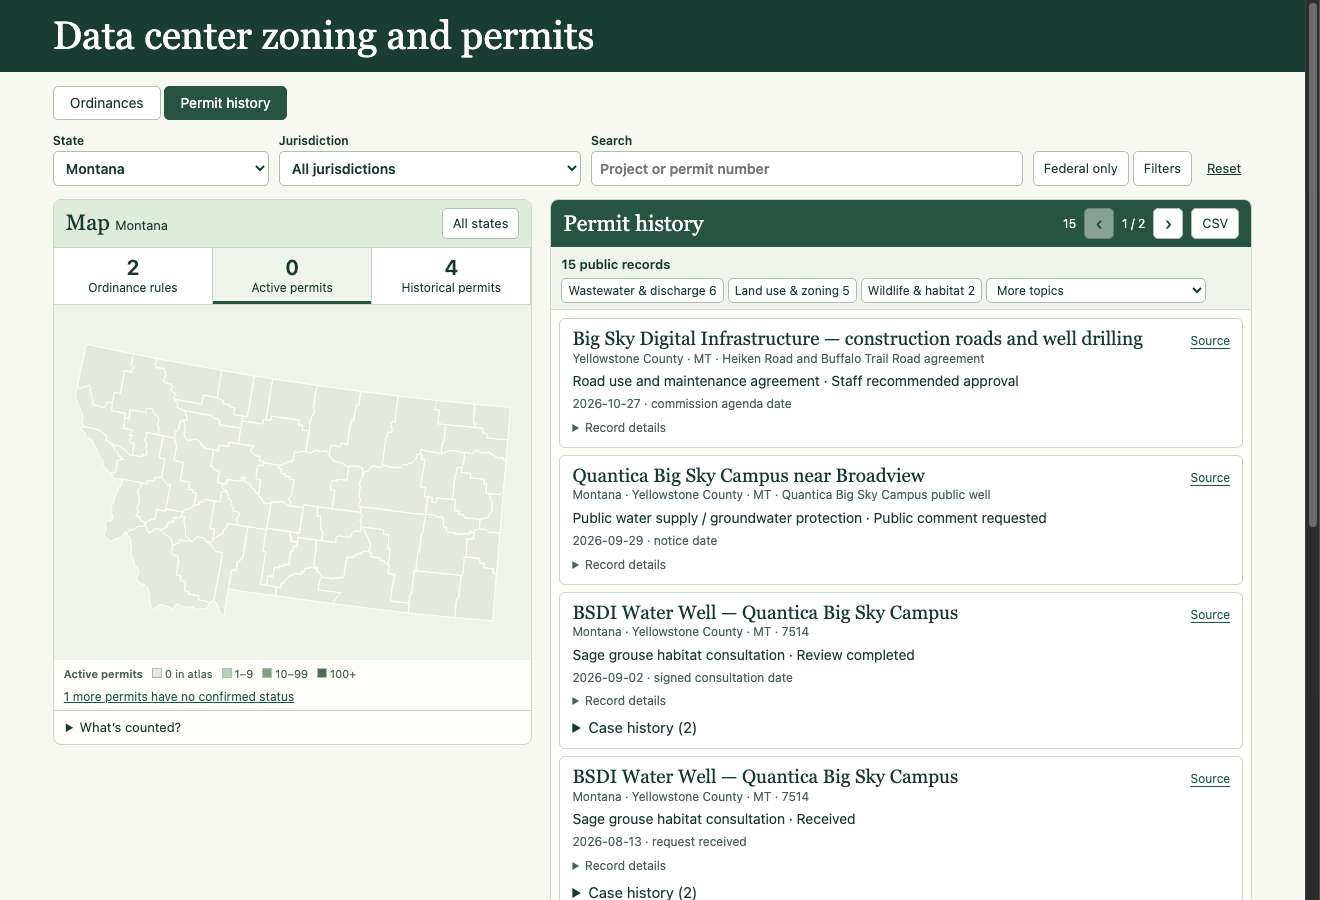 Data center zoning and permits
Ordinances
Permit history
State
Jurisdiction
Search
Montana
All jurisdictions
Project or permit number
Federal only
Filters
Reset
Map Montana
All states
2
Ordinance rules
0
Active permits
4
Historical permits
Active permits 0 in atlas 1–9 10–99 100+
1 more permits have no confirmed status
▶ What’s counted?
Permit history
15 ‹ 1 / 2 › CSV
15 public records
Wastewater & discharge 6
Land use & zoning 5
Wildlife & habitat 2
More topics
Big Sky Digital Infrastructure — construction roads and well drilling
Source
Yellowstone County · MT · Heiken Road and Buffalo Trail Road agreement
Road use and maintenance agreement · Staff recommended approval
2026-10-27 · commission agenda date
▶ Record details
Quantica Big Sky Campus near Broadview
Source
Montana · Yellowstone County · MT · Quantica Big Sky Campus public well
Public water supply / groundwater protection · Public comment requested
2026-09-29 · notice date
▶ Record details
BSDI Water Well — Quantica Big Sky Campus
Source
Montana · Yellowstone County · MT · 7514
Sage grouse habitat consultation · Review completed
2026-09-02 · signed consultation date
▶ Record details
▶ Case history (2)
BSDI Water Well — Quantica Big Sky Campus
Source
Montana · Yellowstone County · MT · 7514
Sage grouse habitat consultation · Received
2026-08-13 · request received
▶ Record details
▶ Case history (2)